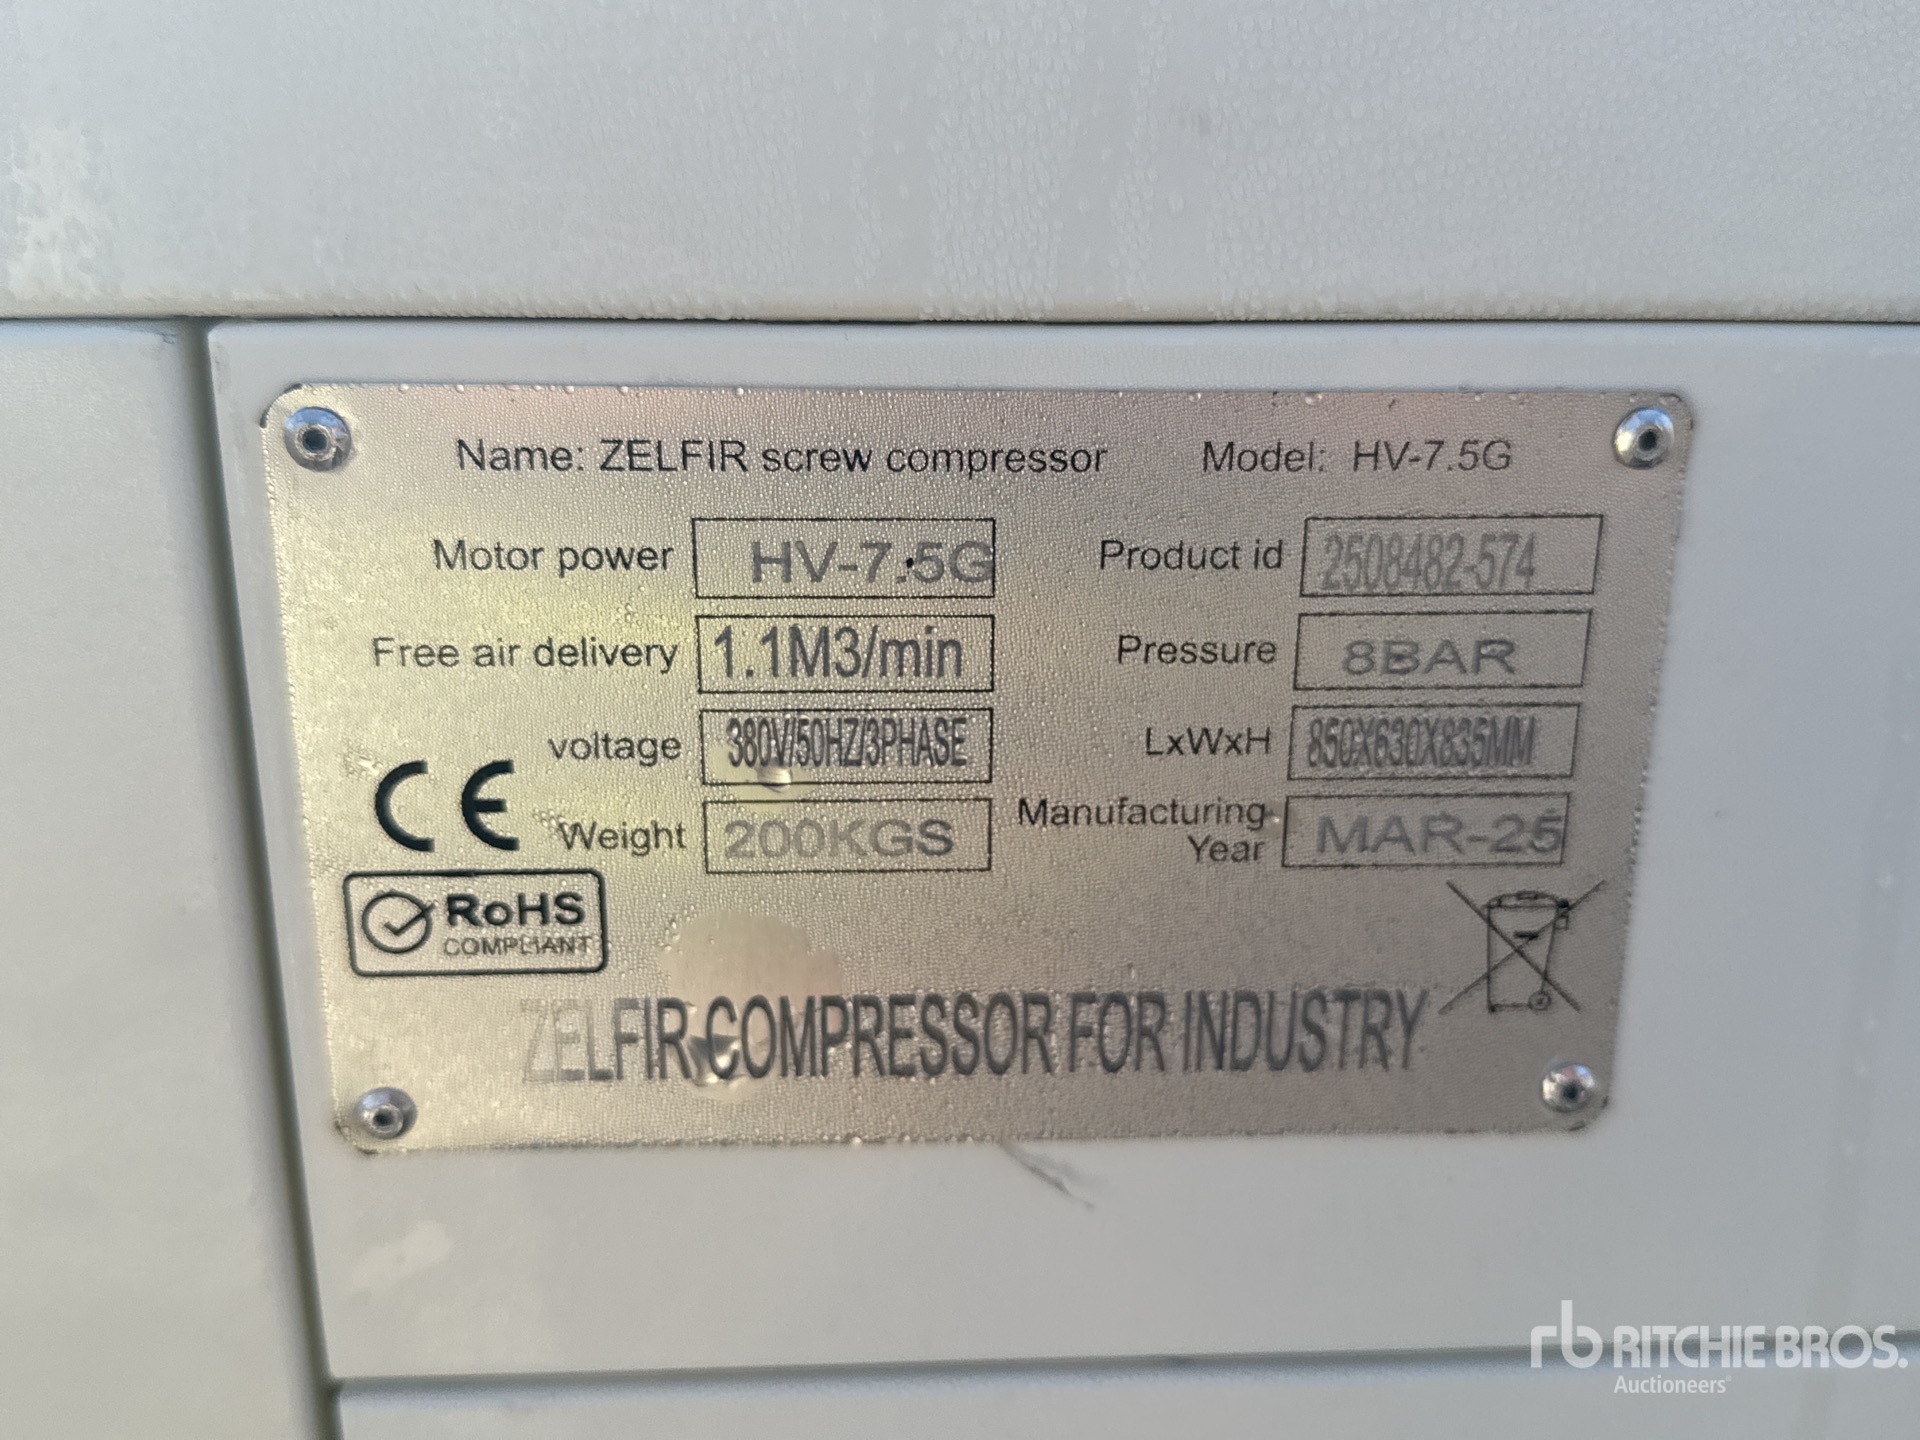 Name: ZELFIR screw compressor Model: HV-7.5G
Motor power HV-7.5G Product id 2508482-574
Free air delivery 1.1M3/min Pressure 8BAR
voltage 380V/50HZ/3PHASE LxWxH 850X630X835MM
CE Weight 200KGS Manufacturing Year MAR-25
RoHS
COMPLIANT
ZELFIR COMPRESSOR FOR INDUSTRY
rb RITCHIE BROS.
Auctioneers